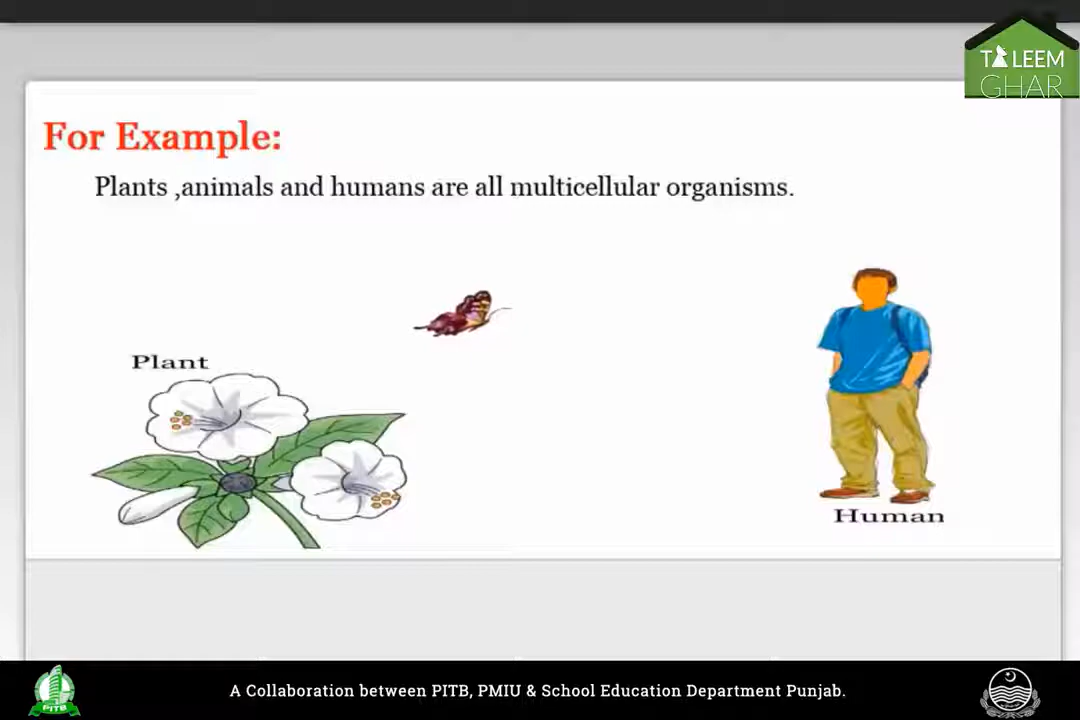 TALEEM
GHAR
For Example:
Plants ,animals and humans are all multicellular organisms.
Plant
Human
PITB
A Collaboration between PITB, PMIU & School Education Department Punjab.